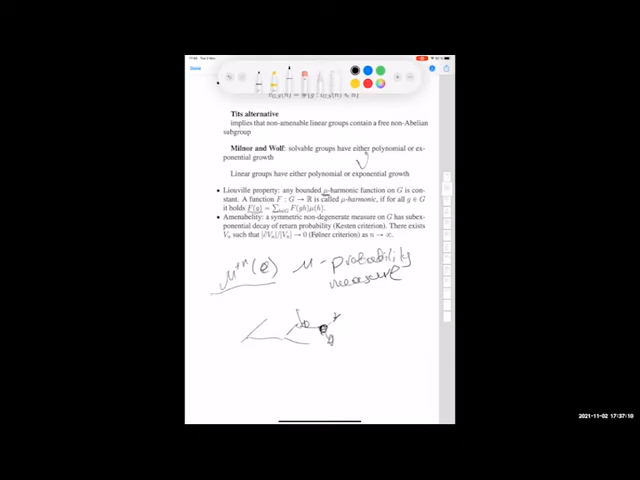 Done
Tits alternative
implies that non-amenable linear groups contain a free non-Abelian
subgroup
Milnor and Wolf: solvable groups have either polynomial or ex-
ponential growth
Linear groups have either polynomial or exponential growth
• Liouville property: any bounded μ-harmonic function on G is con-
stant. A function F : G → ℝ is called μ-harmonic, if for all g ∈ G
it holds F(g) = Σh∈G F(gh)μ(h).
• Amenability: a symmetric non-degenerate measure on G has subex-
ponential decay of return probability (Kesten criterion). There exists
Vn such that |∂Vn|/|Vn| → 0 (Følner criterion) as n → ∞.
μ*n(e) μ - probability
measure
2021-11-02 17:37:10